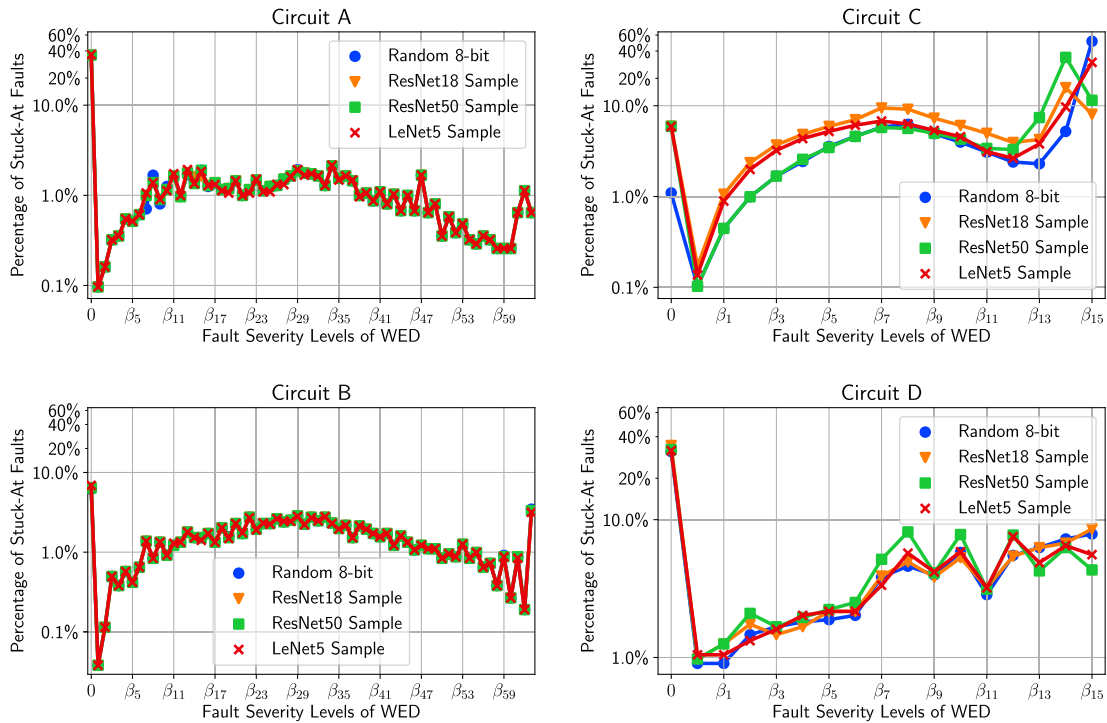 Circuit A
Percentage of Stuck-At Faults
60%
40%
20%
10.0%
1.0%
0.1%
Random 8-bit
ResNet18 Sample
ResNet50 Sample
LeNet5 Sample
0 β5 β11 β17 β23 β29 β35 β41 β47 β53 β59
Fault Severity Levels of WED
Circuit C
Percentage of Stuck-At Faults
60%
40%
20%
10.0%
1.0%
0.1%
Random 8-bit
ResNet18 Sample
ResNet50 Sample
LeNet5 Sample
0 β1 β3 β5 β7 β9 β11 β13 β15
Fault Severity Levels of WED
Circuit B
Percentage of Stuck-At Faults
60%
40%
20%
10.0%
1.0%
0.1%
Random 8-bit
ResNet18 Sample
ResNet50 Sample
LeNet5 Sample
0 β5 β11 β17 β23 β29 β35 β41 β47 β53 β59
Fault Severity Levels of WED
Circuit D
Percentage of Stuck-At Faults
60%
40%
20%
10.0%
1.0%
Random 8-bit
ResNet18 Sample
ResNet50 Sample
LeNet5 Sample
0 β1 β3 β5 β7 β9 β11 β13 β15
Fault Severity Levels of WED